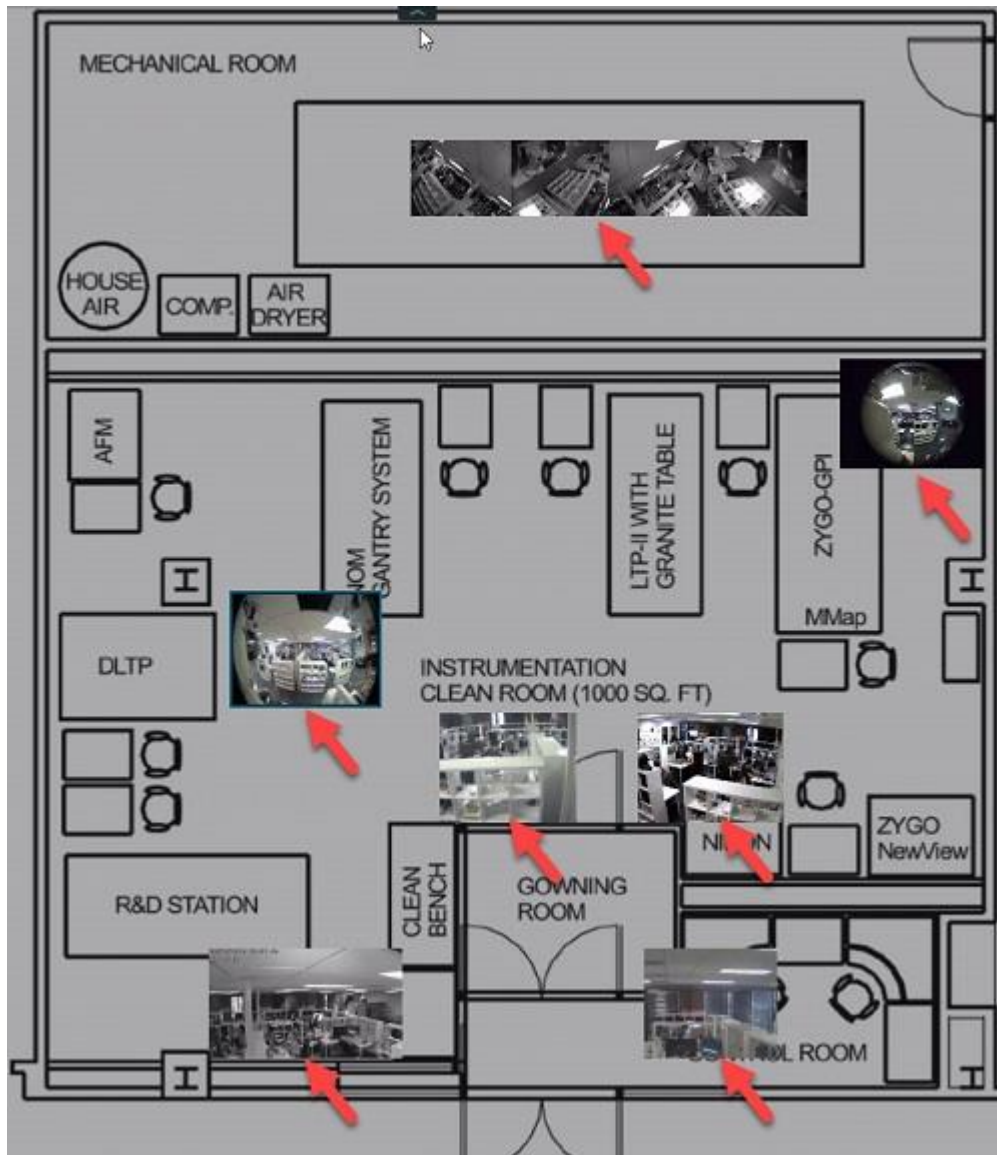 MECHANICAL ROOM
HOUSE
AIR
COMP.
AIR
DRYER
AFM
NOM
GANTRY SYSTEM
LTP-II WITH
GRANITE TABLE
ZYGO-GPI
MMap
DLTP
INSTRUMENTATION
CLEAN ROOM (1000 SQ. FT)
ZYGO
NewView
CLEAN
BENCH
GOWNING
ROOM
R&D STATION
ROOM